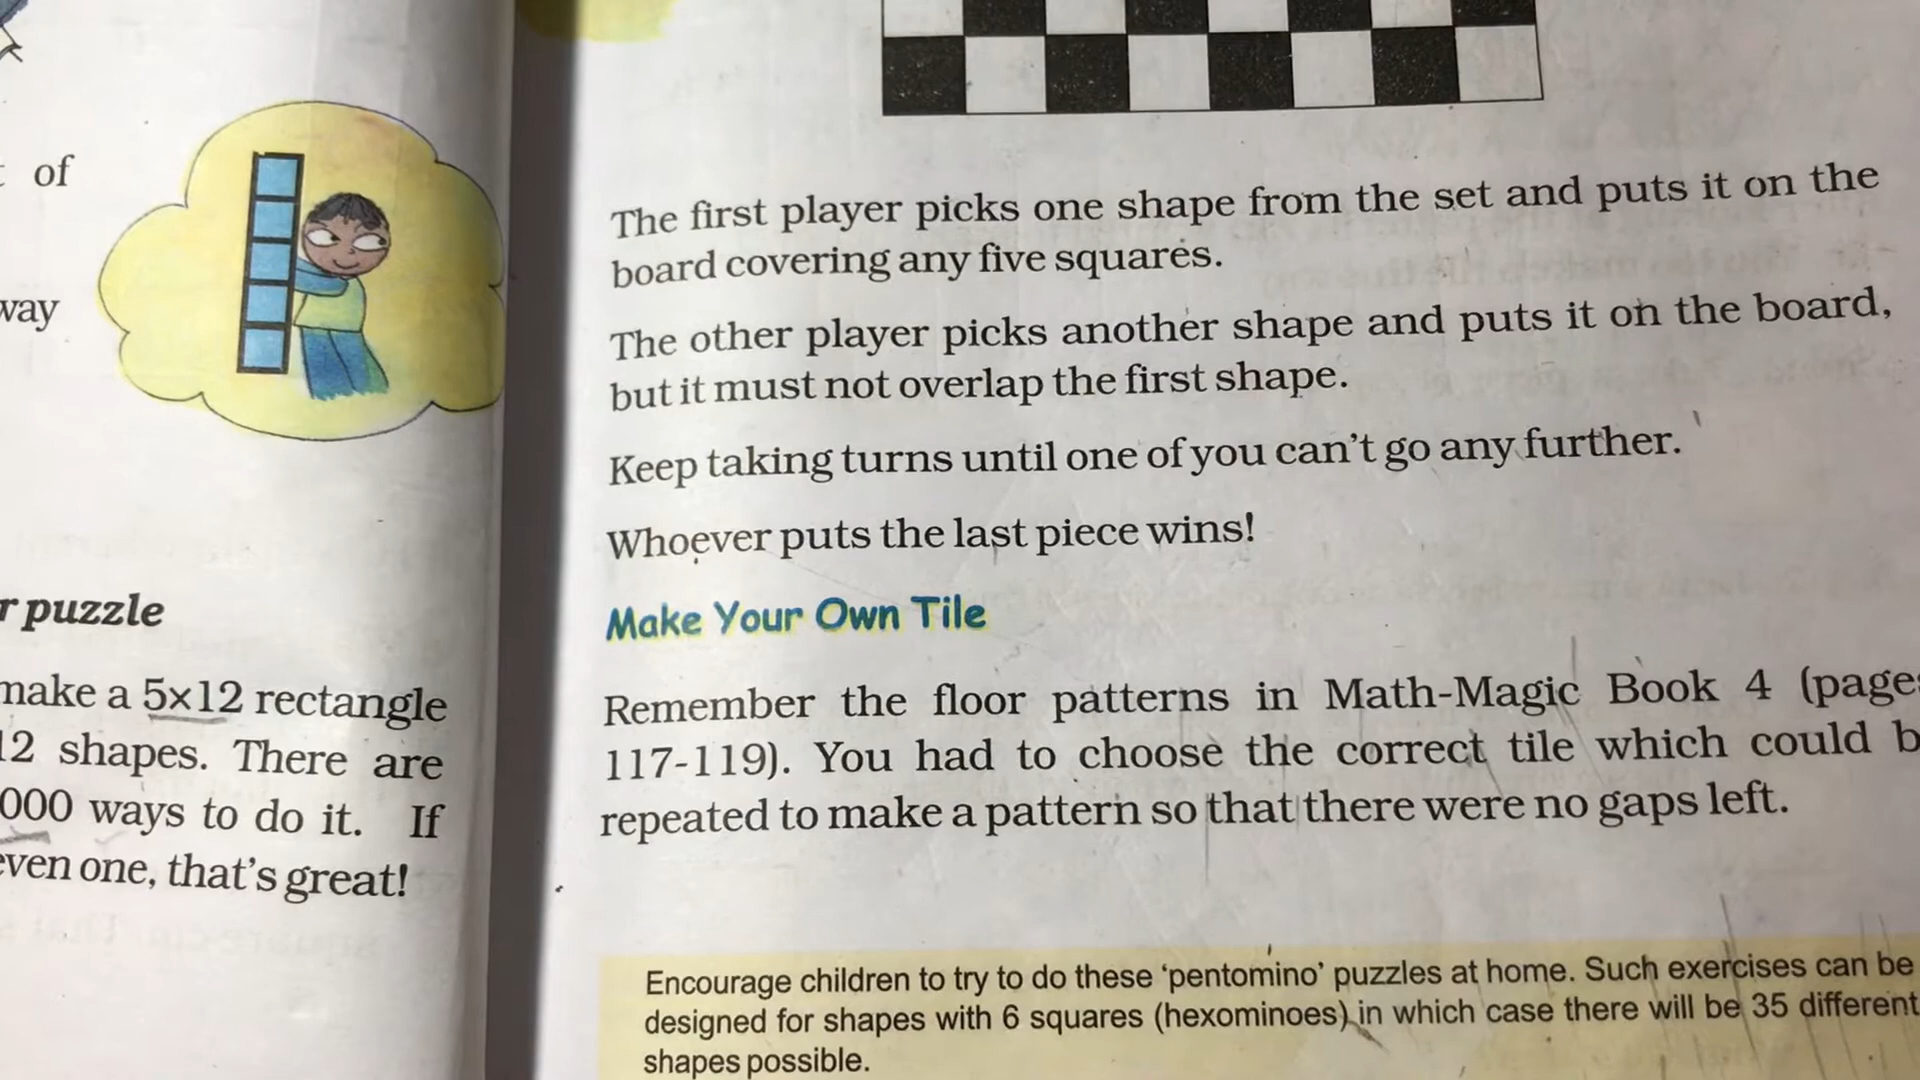 of
way
r puzzle
make a 5x12 rectangle
12 shapes. There are
000 ways to do it. If
even one, that's great!
The first player picks one shape from the set and puts it on the
board covering any five squares.
The other player picks another shape and puts it on the board,
but it must not overlap the first shape.
Keep taking turns until one of you can't go any further.
Whoever puts the last piece wins!
Make Your Own Tile
Remember the floor patterns in Math-Magic Book 4 (pages
117-119). You had to choose the correct tile which could b
repeated to make a pattern so that there were no gaps left.
Encourage children to try to do these ‘pentomino’ puzzles at home. Such exercises can be
designed for shapes with 6 squares (hexominoes) in which case there will be 35 different
shapes possible.